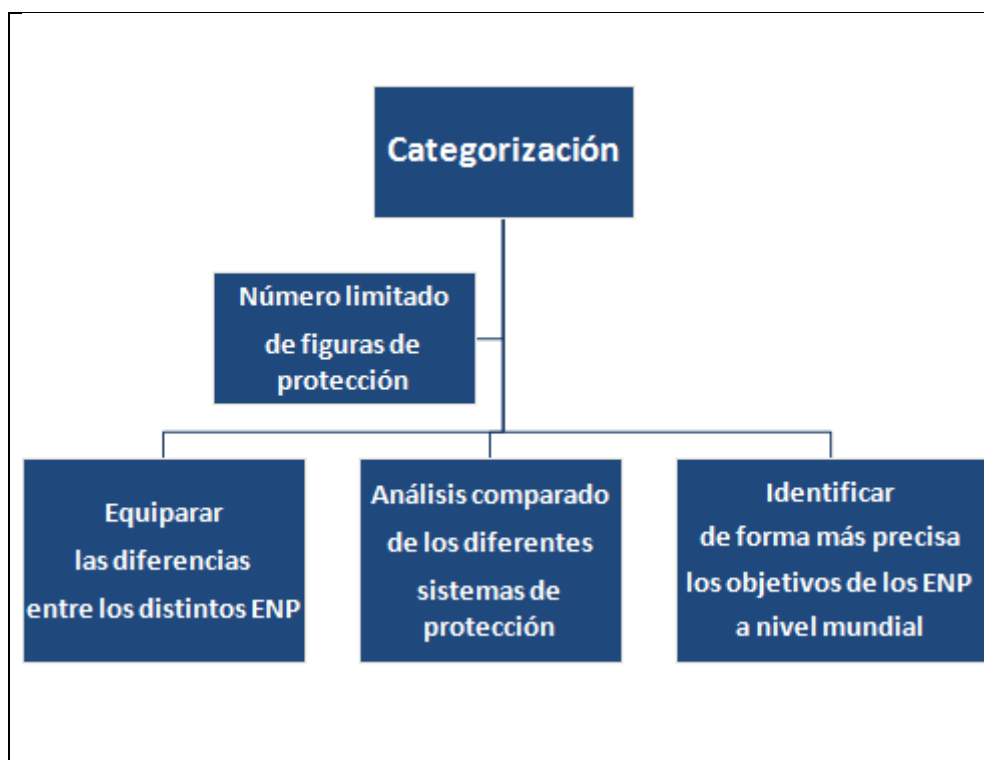 Categorización
Número limitado
de figuras de
protección
Equiparar
las diferencias
entre los distintos ENP
Análisis comparado
de los diferentes
sistemas de
protección
Identificar
de forma más precisa
los objetivos de los ENP
a nivel mundial